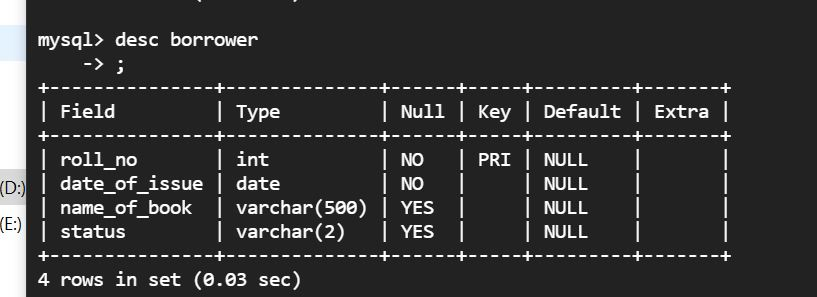 mysql> desc borrower
    -> ;
+---------------+--------------+------+-----+---------+-------+
| Field         | Type         | Null | Key | Default | Extra |
+---------------+--------------+------+-----+---------+-------+
| roll_no       | int          | NO   | PRI | NULL    |       |
| date_of_issue | date         | NO   |     | NULL    |       |
| name_of_book  | varchar(500) | YES  |     | NULL    |       |
| status        | varchar(2)   | YES  |     | NULL    |       |
+---------------+--------------+------+-----+---------+-------+
4 rows in set (0.03 sec)
(D:)
(E:)